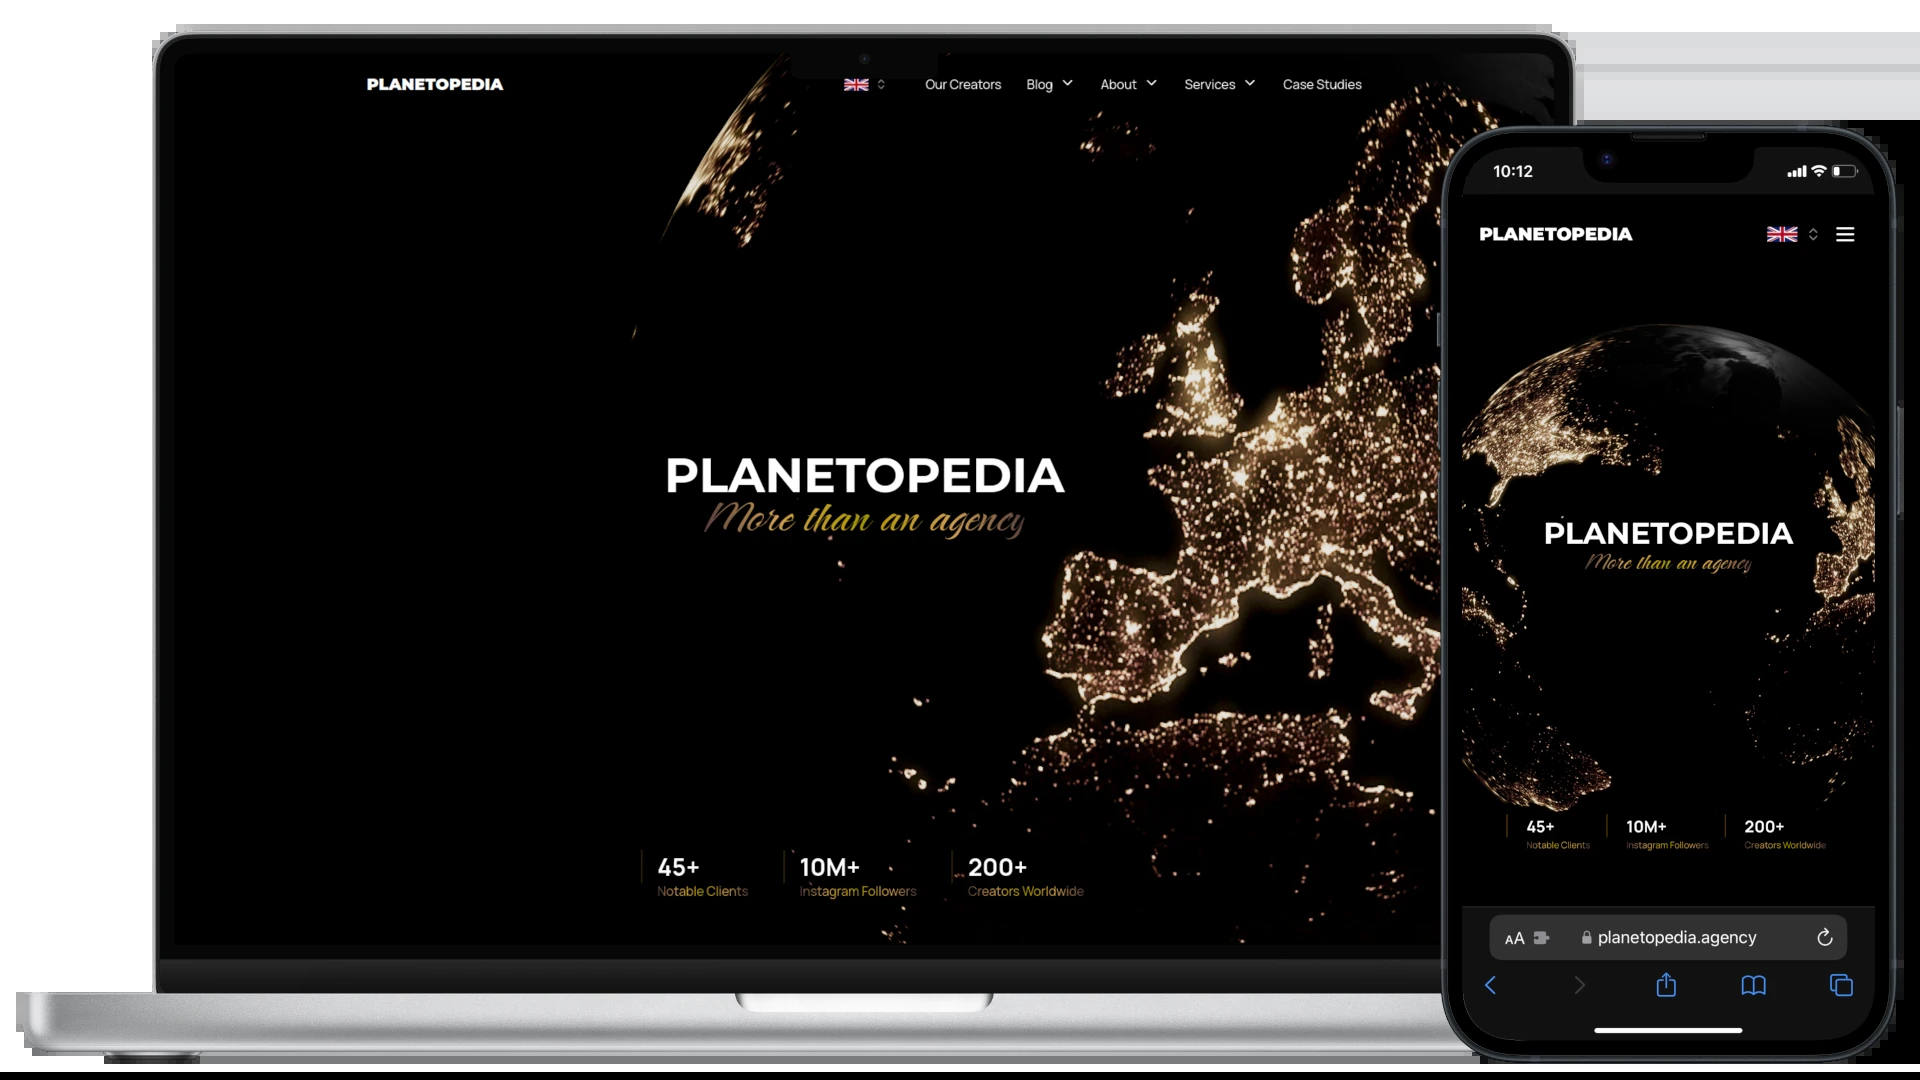 PLANETOPEDIA
Our Creators Blog About Services Case Studies
PLANETOPEDIA
More than an agency
45+ 10M+ 200+
Notable Clients Instagram Followers Creators Worldwide
10:12
PLANETOPEDIA
PLANETOPEDIA
More than an agency
45+ 10M+ 200+
Notable Clients Instagram Followers Creators Worldwide
AA planetopedia.agency